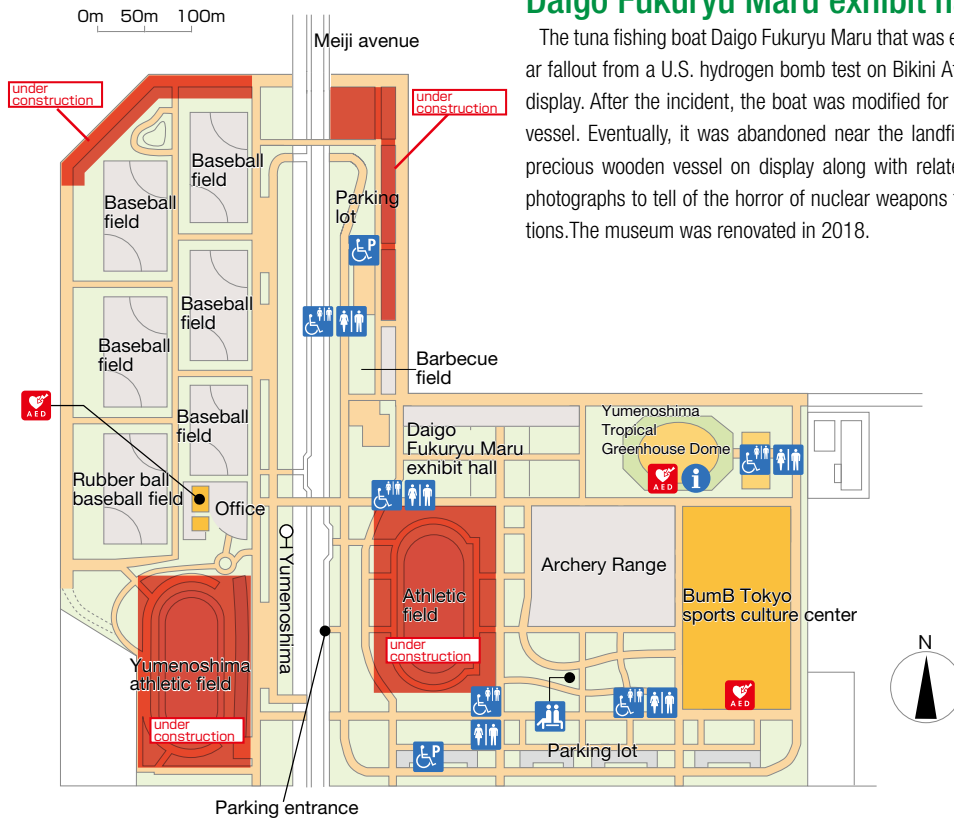 0m 50m 100m
Meiji avenue
Daigo Fukuryu Maru exhibit
The tuna fishing boat Daigo Fukuryu Maru that was
ar fallout from a U.S. hydrogen bomb test on Bikini
display. After the incident, the boat was modified for
vessel. Eventually, it was abandoned near the
precious wooden vessel on display along with
photographs to tell of the horror of nuclear weapons
tions.The museum was renovated in 2018.
under
construction
under
construction
Baseball
field
Baseball
field
Parking
lot
P
Baseball
field
Baseball
field
Barbecue
field
AED
Baseball
field
Daigo
Fukuryu Maru
exhibit hall
Yumenoshima
Tropical
Greenhouse Dome
AED
i
Rubber ball
baseball field
Office
Yumenoshima
Archery Range
Athletic
field
under
construction
BumB Tokyo
sports culture center
AED
N
Yumenoshima
athletic field
under
construction
P
Parking lot
Parking entrance